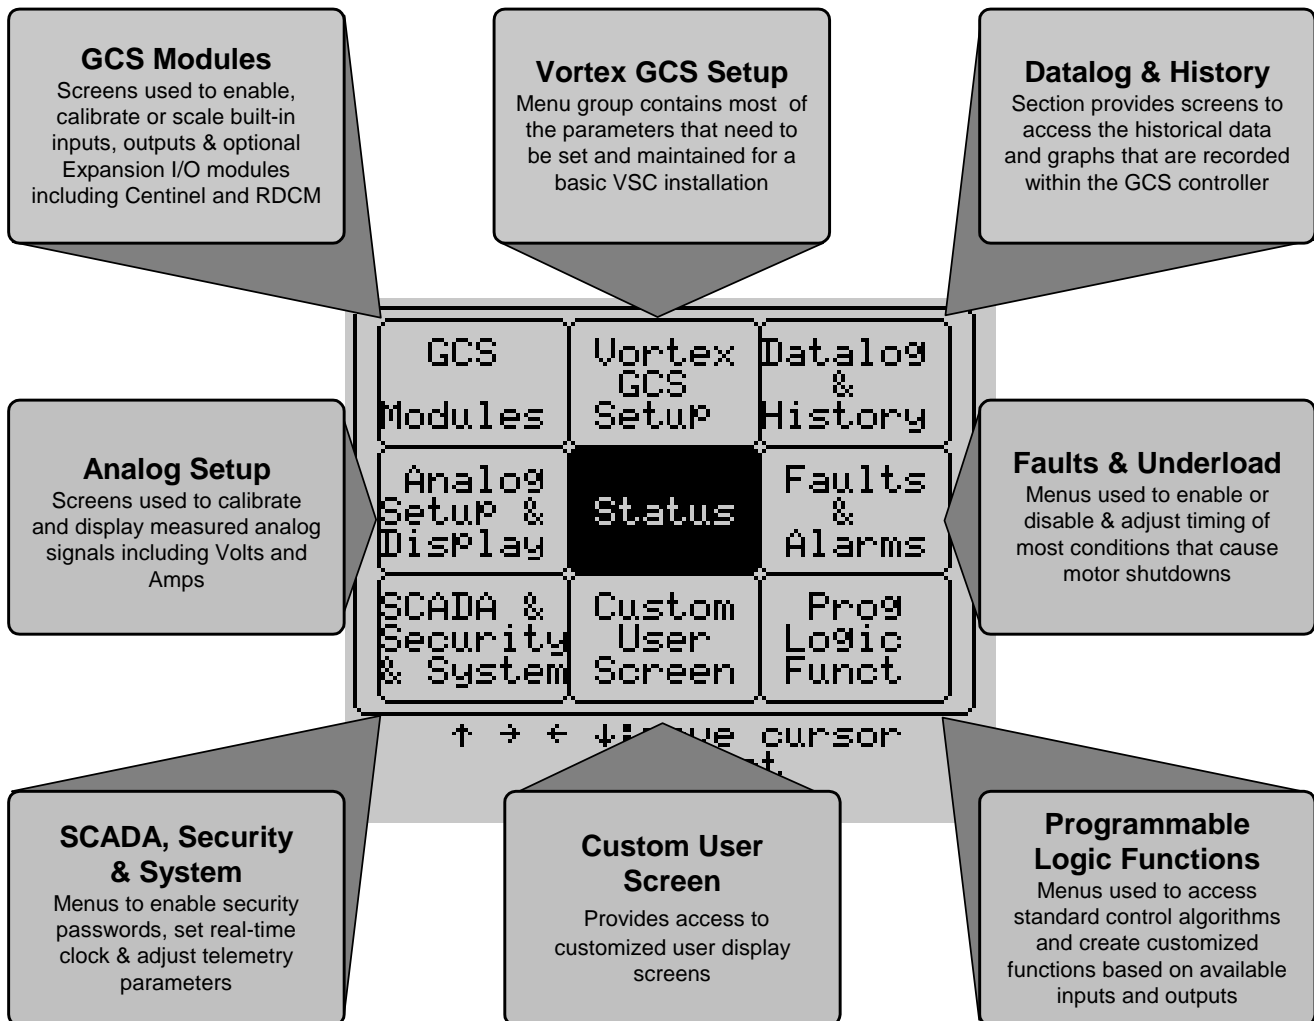 GCS Modules
Screens used to enable,
calibrate or scale built-in
inputs, outputs & optional
Expansion I/O modules
including Centinel and RDCM
Vortex GCS Setup
Menu group contains most of
the parameters that need to
be set and maintained for a
basic VSC installation
Datalog & History
Section provides screens to
access the historical data
and graphs that are recorded
within the GCS controller
GCS
Modules
Vortex
GCS
Setup
Datalog
&
History
Analog Setup
Screens used to calibrate
and display measured analog
signals including Volts and
Amps
Analog
Setup &
Display
Status
Faults
&
Alarms
Faults & Underload
Menus used to enable or
disable & adjust timing of
most conditions that cause
motor shutdowns
SCADA &
Security
& System
Custom
User
Screen
Prog
Logic
Funct
↑ → ← ↓ cursor
SCADA, Security
& System
Menus to enable security
passwords, set real-time
clock & adjust telemetry
parameters
Custom User
Screen
Provides access to
customized user display
screens
Programmable
Logic Functions
Menus used to access
standard control algorithms
and create customized
functions based on available
inputs and outputs